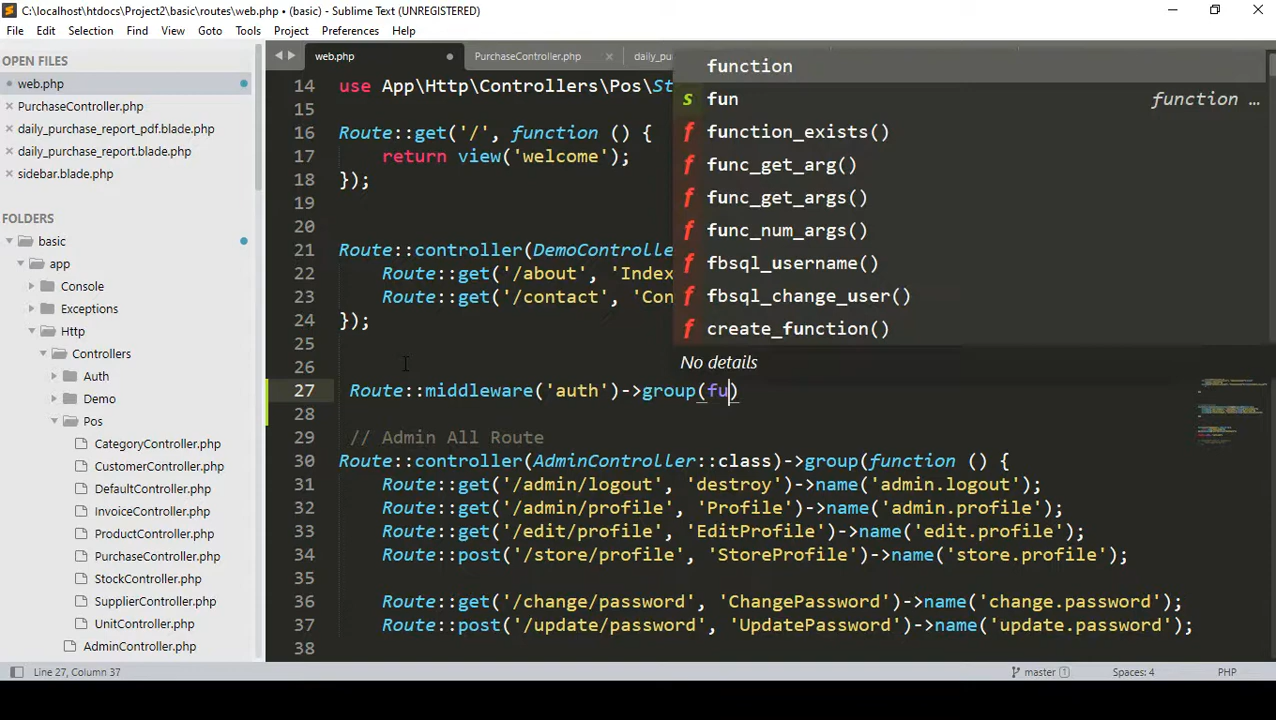 C:\localhost\htdocs\Project2\basic\routes\web.php • (basic) - Sublime Text (UNREGISTERED)
File Edit Selection Find View Goto Tools Project Preferences Help
OPEN FILES
web.php
PurchaseController.php
daily_purchase_report_pdf.blade.php
daily_purchase_report.blade.php
sidebar.blade.php
FOLDERS
basic
app
Console
Exceptions
Http
Controllers
Auth
Demo
Pos
CategoryController.php
CustomerController.php
DefaultController.php
InvoiceController.php
ProductController.php
PurchaseController.php
StockController.php
SupplierController.php
UnitController.php
AdminController.php
web.php PurchaseController.php daily_pu
14 use App\Http\Controllers\Pos\St
15
16 Route::get('/', function () {
17 return view('welcome');
18 });
19
20
21 Route::controller(DemoControlle
22 Route::get('/about', 'Index
23 Route::get('/contact', 'Con
24 });
25
26
27 Route::middleware('auth')->group(fu)
28
29 // Admin All Route
30 Route::controller(AdminController::class)->group(function () {
31 Route::get('/admin/logout', 'destroy')->name('admin.logout');
32 Route::get('/admin/profile', 'Profile')->name('admin.profile');
33 Route::get('/edit/profile', 'EditProfile')->name('edit.profile');
34 Route::post('/store/profile', 'StoreProfile')->name('store.profile');
35
36 Route::get('/change/password', 'ChangePassword')->name('change.password');
37 Route::post('/update/password', 'UpdatePassword')->name('update.password');
38
function
s fun function …
f function_exists()
f func_get_arg()
f func_get_args()
f func_num_args()
f fbsql_username()
f fbsql_change_user()
f create_function()
No details
Line 27, Column 37 master 1 Spaces: 4 PHP